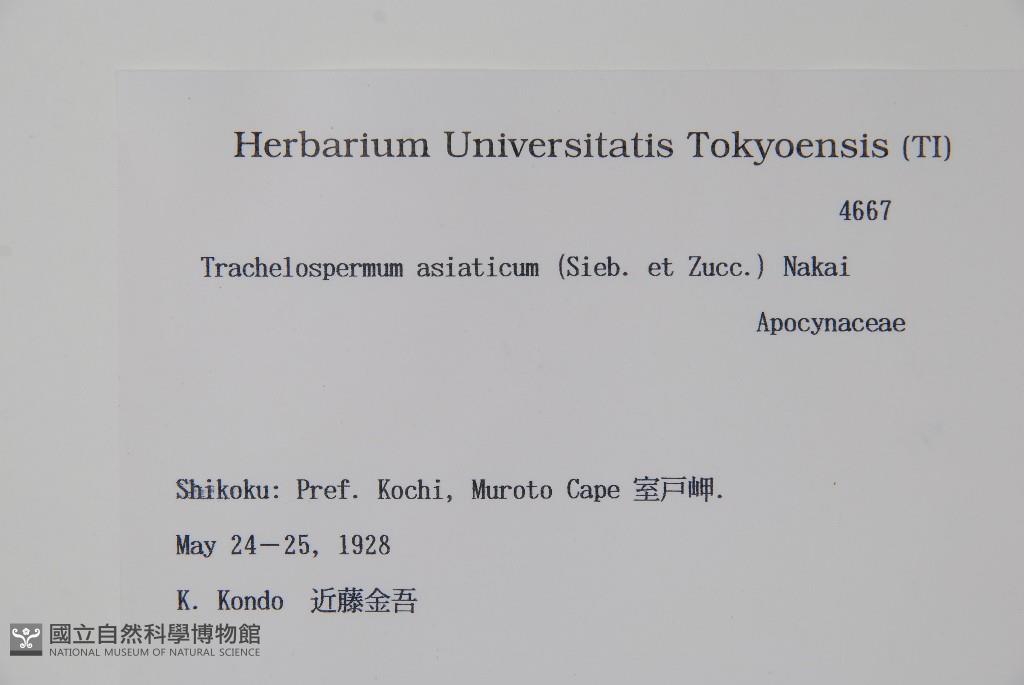 Herbarium Universitatis Tokyoensis (TI)
4667
Trachelospermum asiaticum (Sieb. et Zucc.) Nakai
Apocynaceae
Shikoku: Pref. Kochi, Muroto Cape 室戸岬.
May 24－25, 1928
K. Kondo 近藤金吾
國立自然科學博物館
NATIONAL MUSEUM OF NATURAL SCIENCE